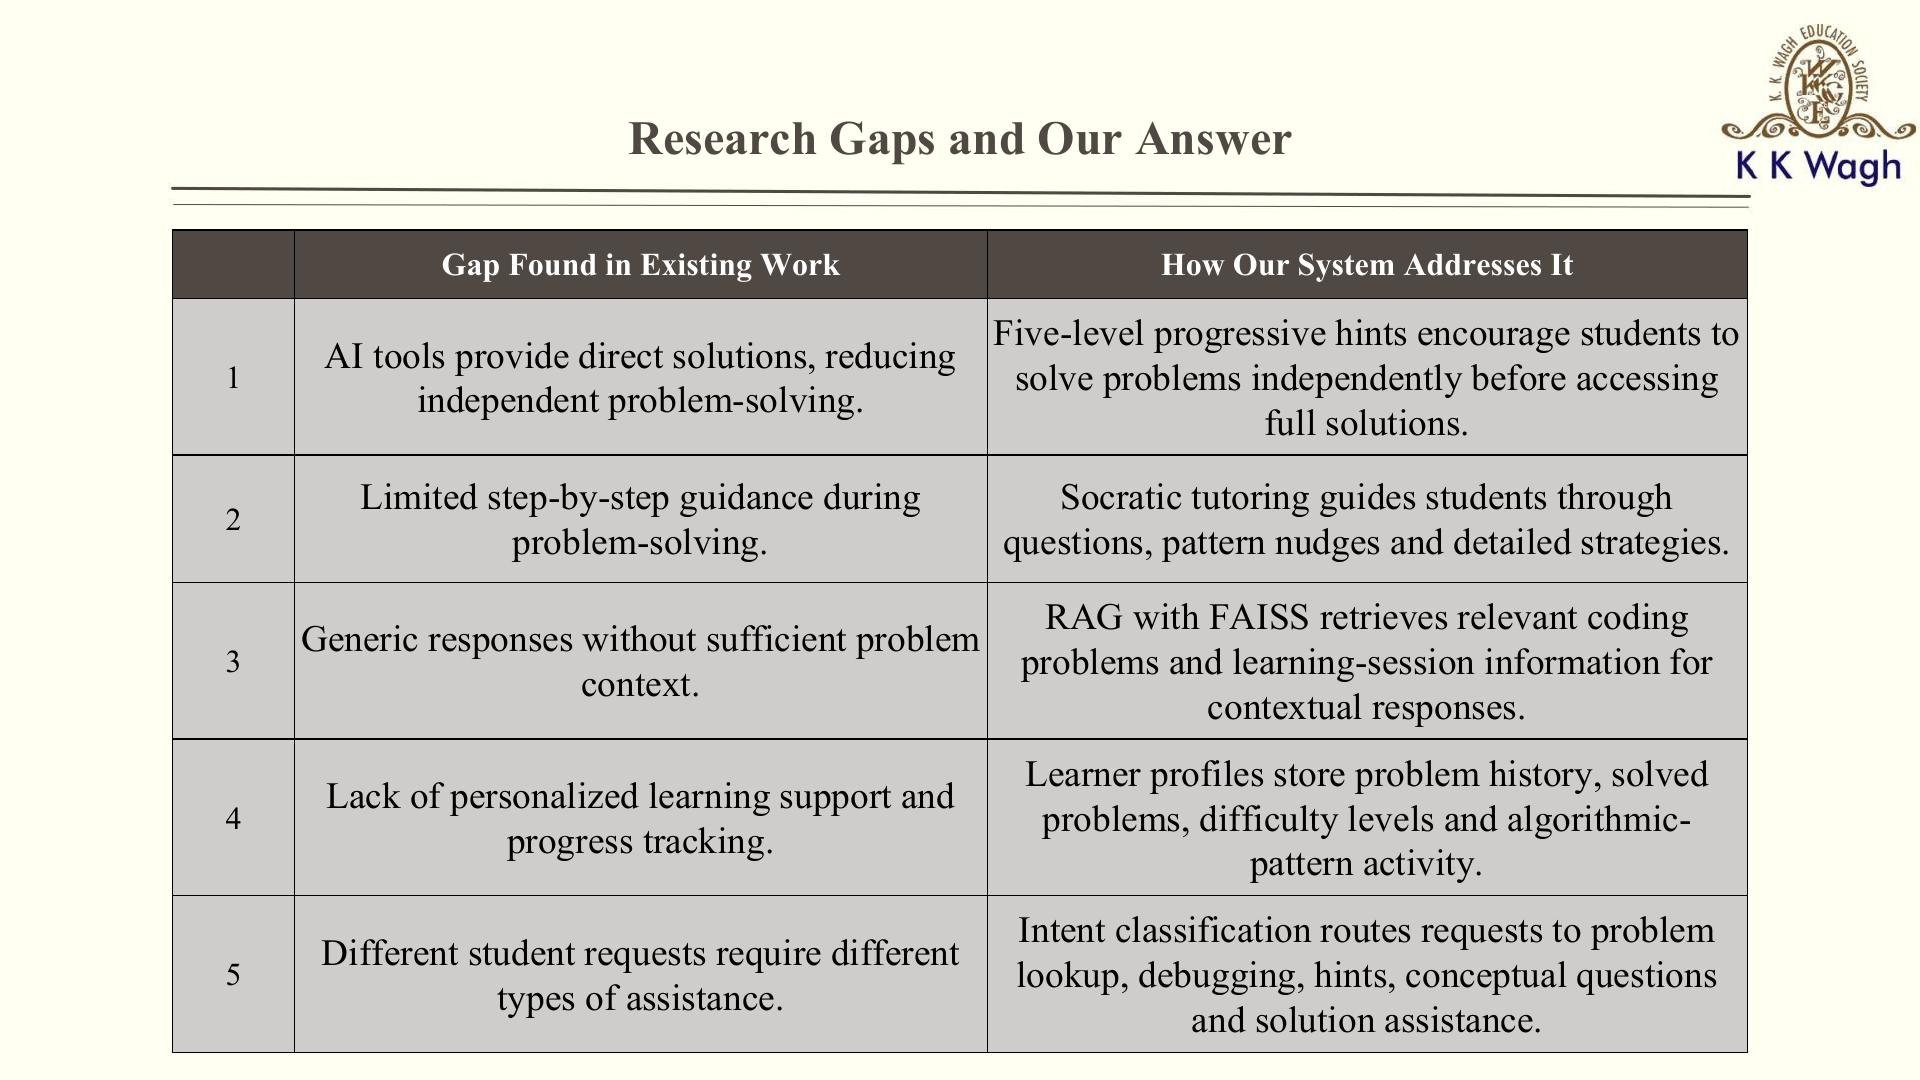 K. K. WAGH EDUCATION SOCIETY
K K Wagh
Research Gaps and Our Answer
Gap Found in Existing Work
How Our System Addresses It
1
AI tools provide direct solutions, reducing
independent problem-solving.
Five-level progressive hints encourage students to
solve problems independently before accessing
full solutions.
2
Limited step-by-step guidance during
problem-solving.
Socratic tutoring guides students through
questions, pattern nudges and detailed strategies.
3
Generic responses without sufficient problem
context.
RAG with FAISS retrieves relevant coding
problems and learning-session information for
contextual responses.
4
Lack of personalized learning support and
progress tracking.
Learner profiles store problem history, solved
problems, difficulty levels and algorithmic-
pattern activity.
5
Different student requests require different
types of assistance.
Intent classification routes requests to problem
lookup, debugging, hints, conceptual questions
and solution assistance.